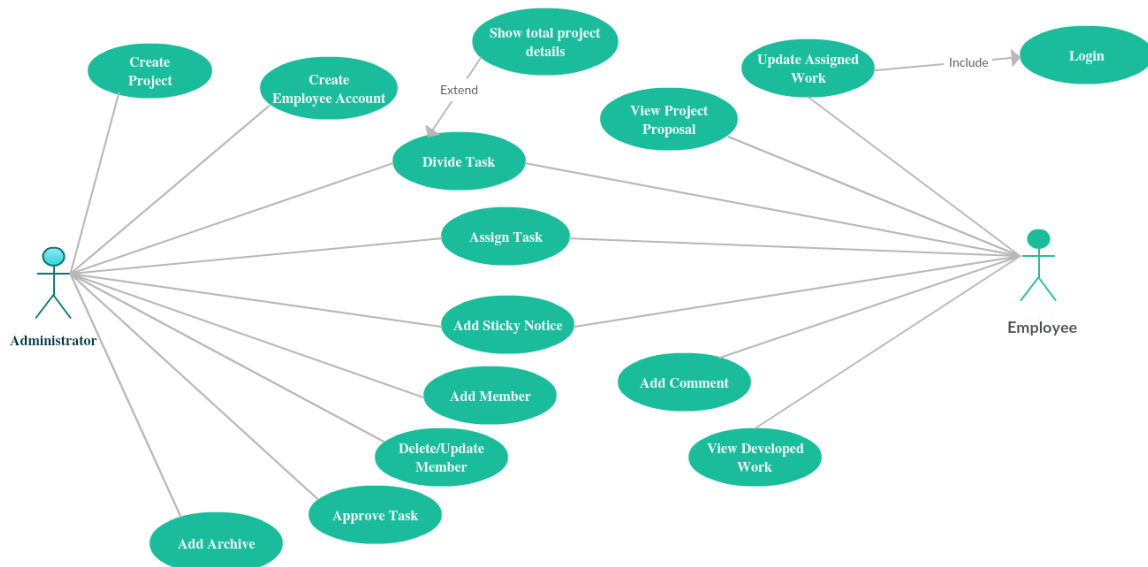 Show total project
details
Create
Project
Create
Employee Account
Extend
Update Assigned
Work
Include
Login
View Project
Proposal
Divide Task
Assign Task
Add Sticky Notice
Administrator
Employee
Add Member
Add Comment
Delete/Update
Member
View Developed
Work
Approve Task
Add Archive